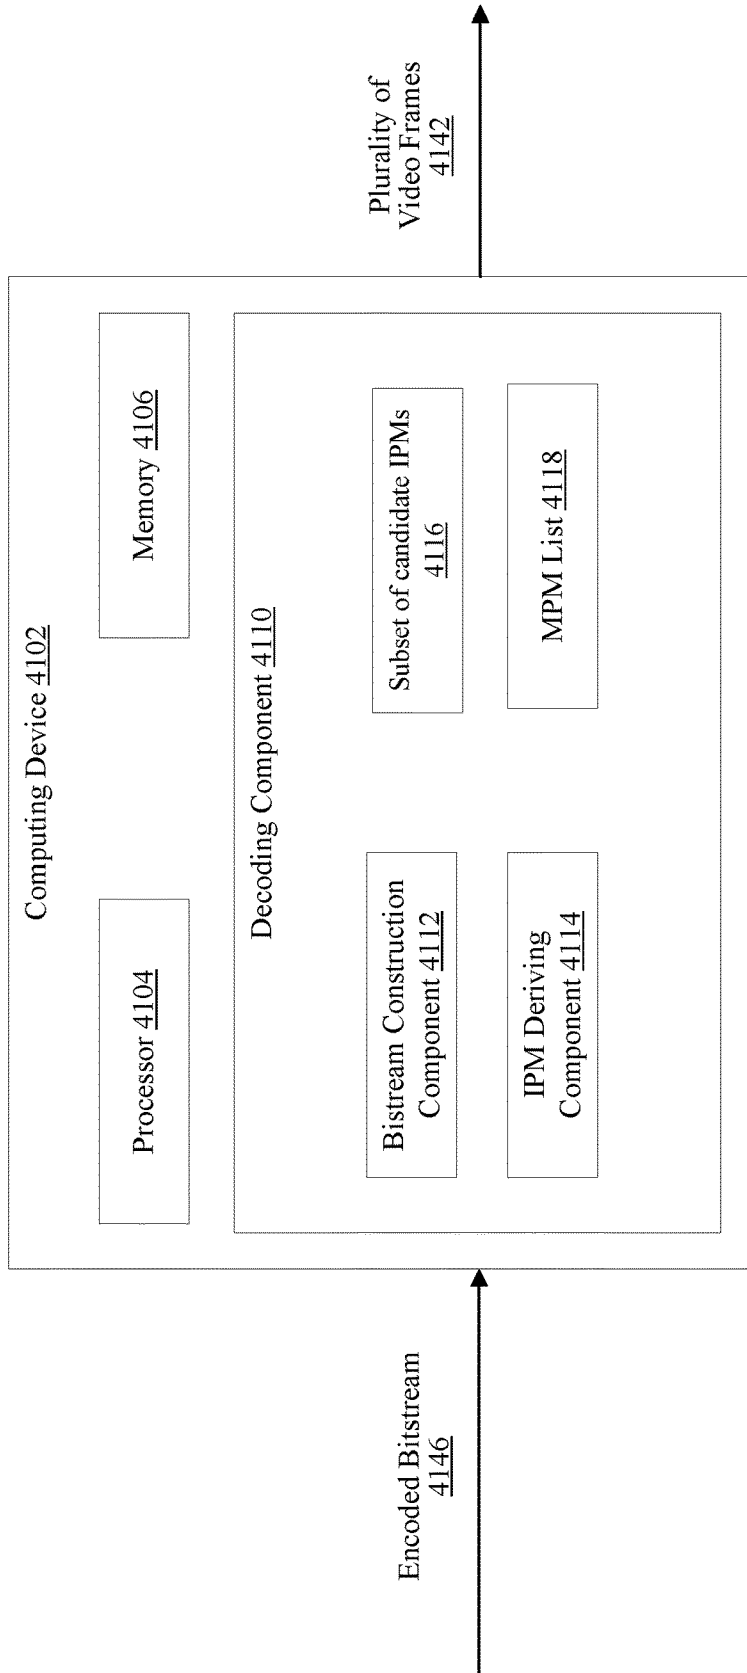 Encoded Bitstream
4146
Computing Device 4102
Processor 4104
Memory 4106
Decoding Component 4110
Bistream Construction
Component 4112
Subset of candidate IPMs
4116
IPM Deriving
Component 4114
MPM List 4118
Plurality of
Video Frames
4142